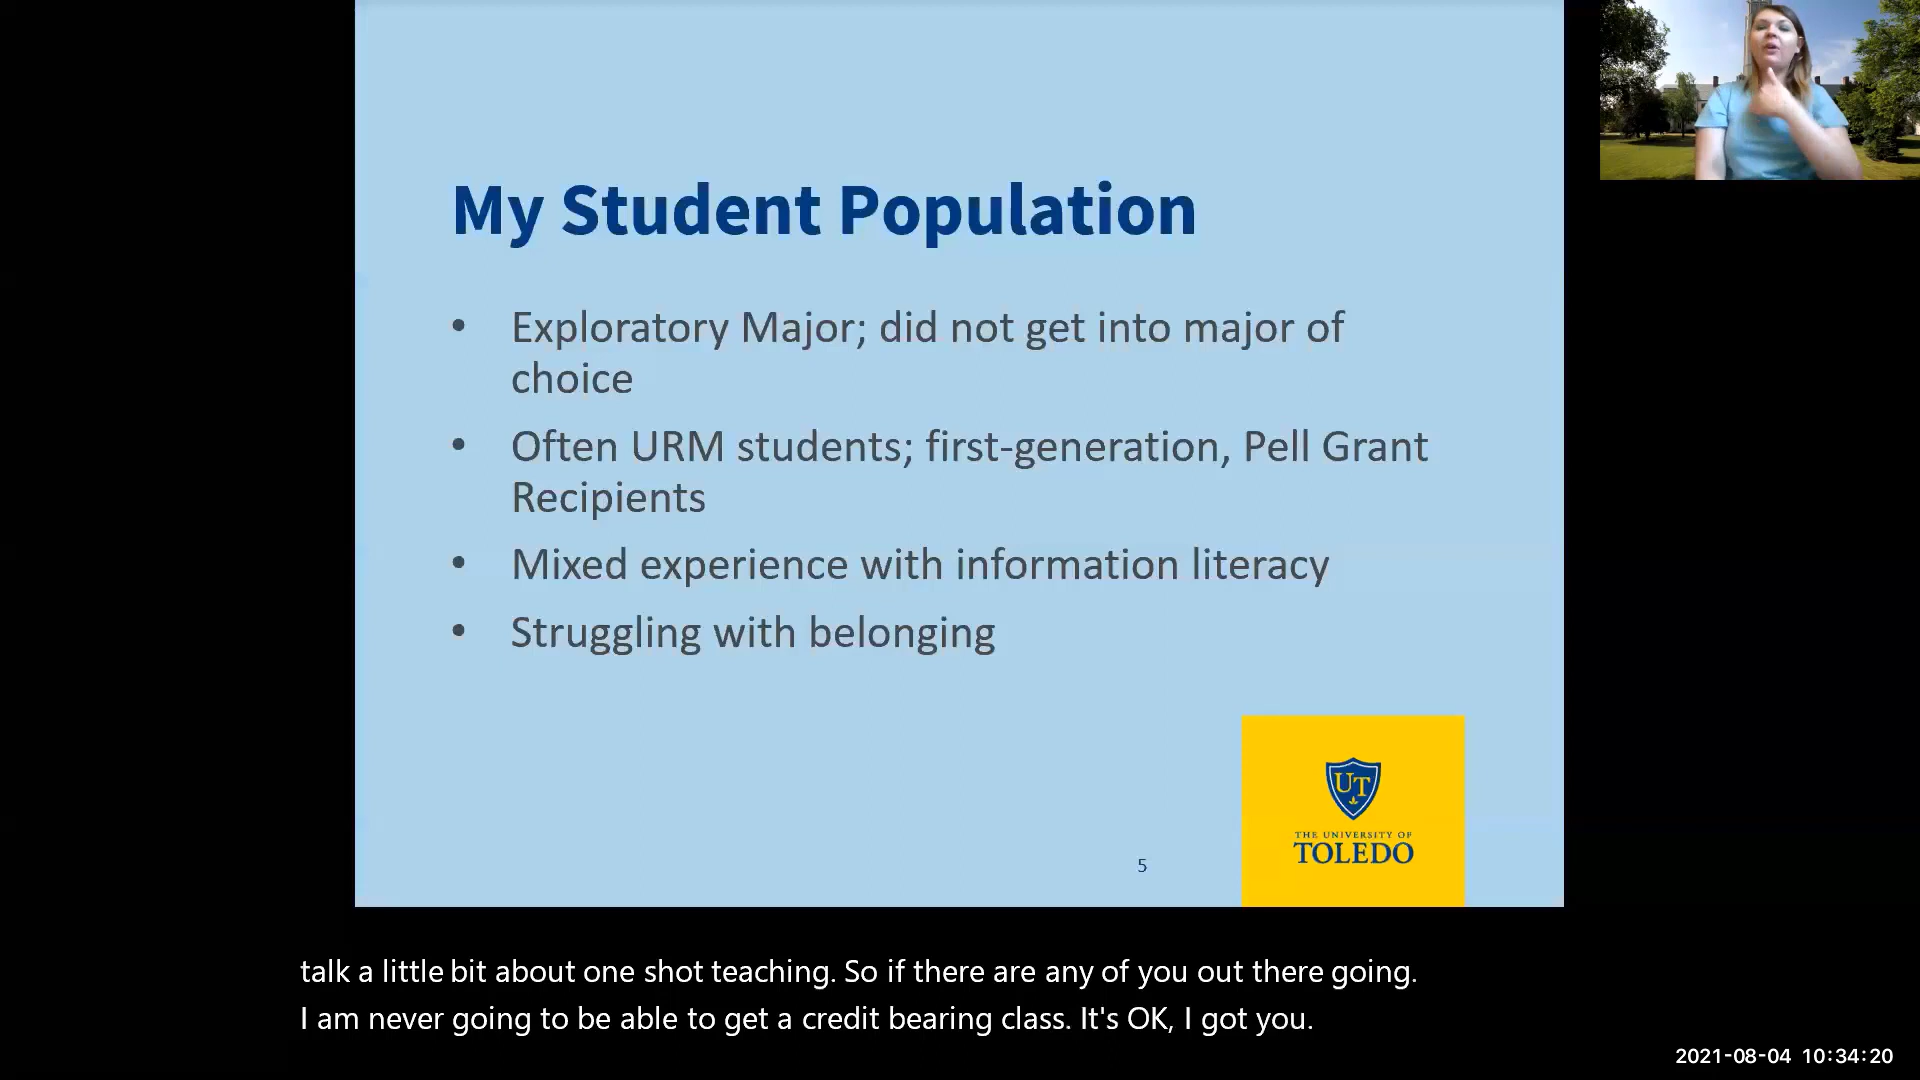 My Student Population
• Exploratory Major; did not get into major of
choice
• Often URM students; first-generation, Pell Grant
Recipients
• Mixed experience with information literacy
• Struggling with belonging
UT
THE UNIVERSITY OF
TOLEDO
5
talk a little bit about one shot teaching. So if there are any of you out there going.
I am never going to be able to get a credit bearing class. It's OK, I got you.
2021-08-04 10:34:20